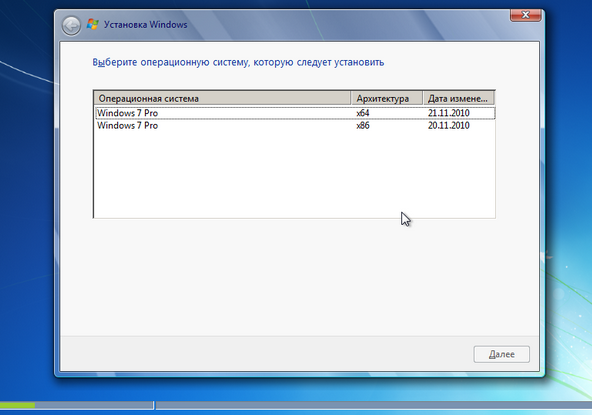 Установка Windows
Выберите операционную систему, которую следует установить
Операционная система Архитектура Дата измене...
Windows 7 Pro x64 21.11.2010
Windows 7 Pro x86 20.11.2010
Далее